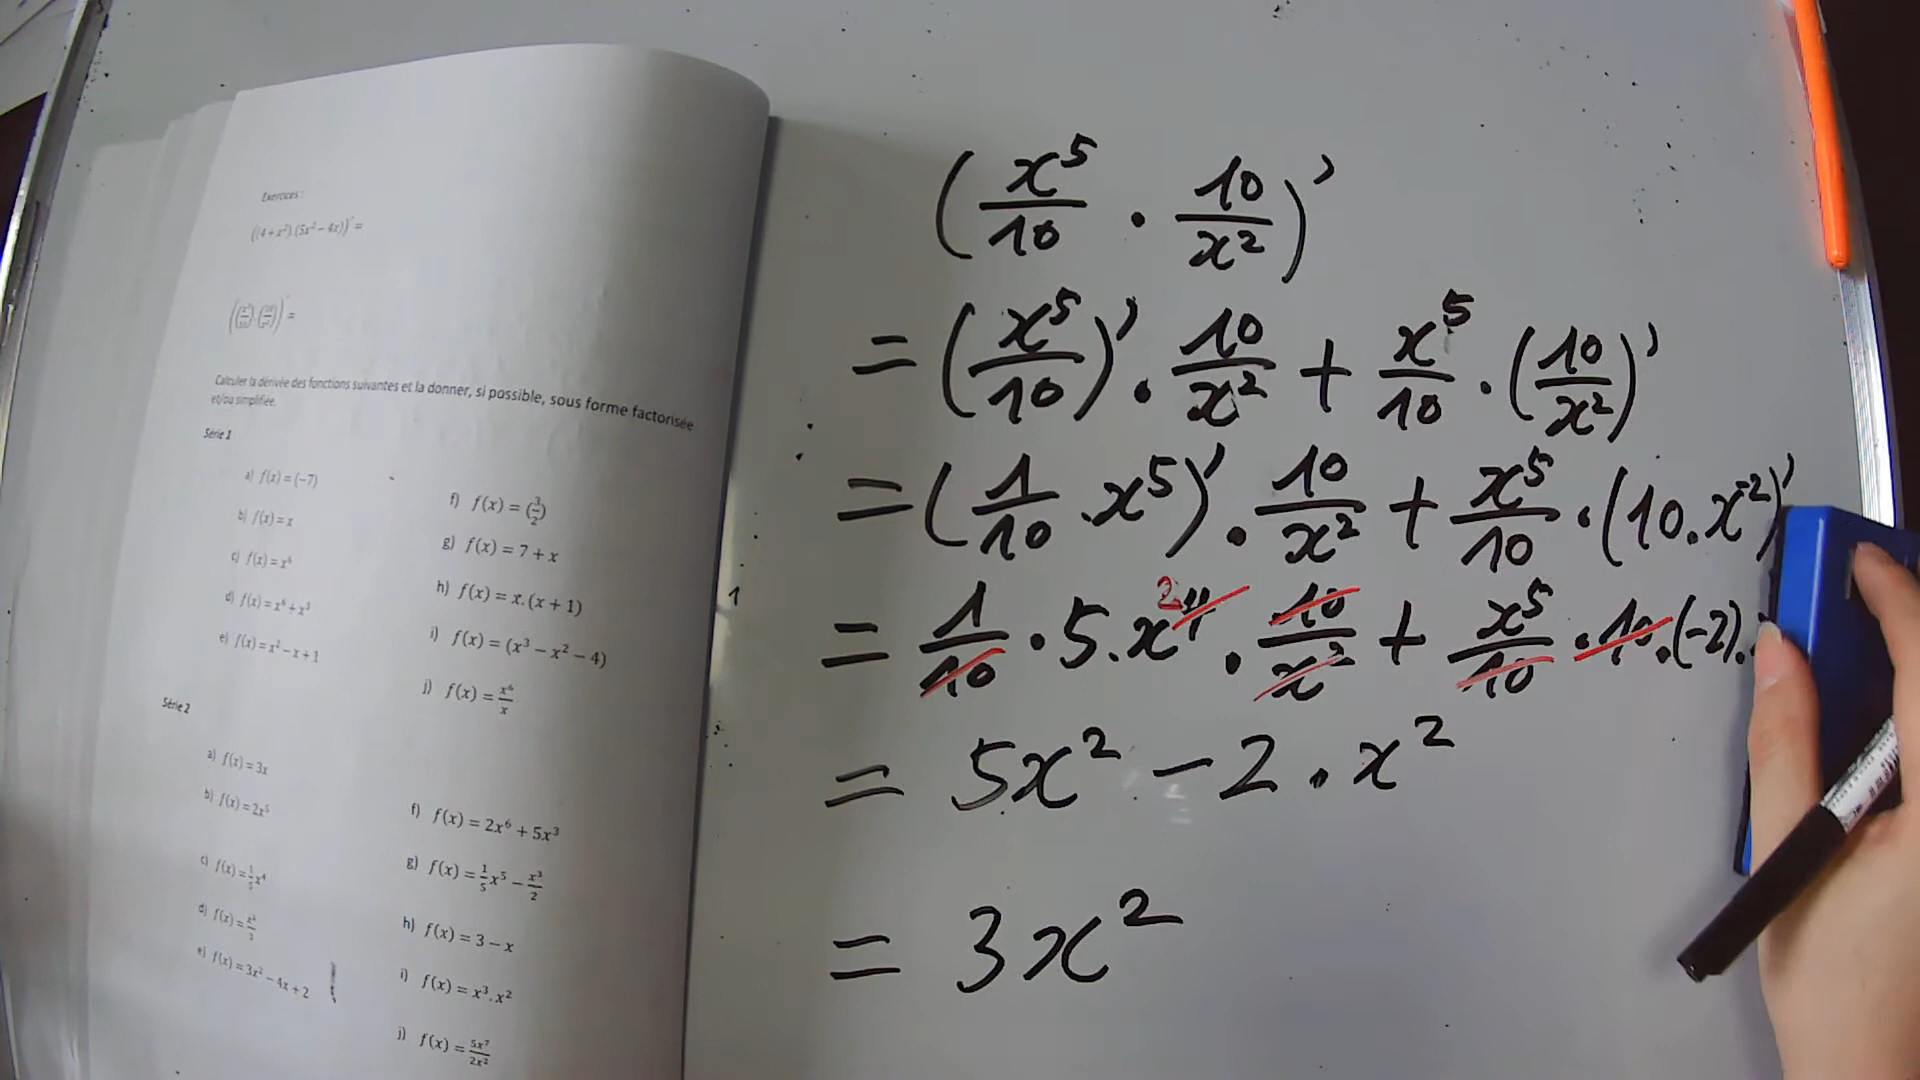 Exercices :
((4 + x²).(5x² − 4x))' =
Calculer la dérivée des fonctions suivantes et la donner, si possible, sous forme factorisée
et/ou simplifiée.
Série 1
a) f(x) = (−7)
b) f(x) = x
c) f(x) = x⁶
d) f(x) = x⁶ + x³
e) f(x) = x² − x + 1
f) f(x) = (3/2)
g) f(x) = 7 + x
h) f(x) = x.(x + 1)
i) f(x) = (x³ − x² − 4)
j) f(x) = x⁶/x
Série 2
a) f(x) = 3x
b) f(x) = 2x⁵
c) f(x) = 1/5 x⁴
d) f(x) =
e) f(x) = 3x² − 4x + 2
f) f(x) = 2x⁶ + 5x³
g) f(x) = 1/5 x⁵ − x³/2
h) f(x) = 3 − x
i) f(x) = x³.x²
j) f(x) = 5x⁷/2x²
(x⁵/10 · 10/x²)'
= (x⁵/10)' · 10/x² + x⁵/10 · (10/x²)'
= (1/10 . x⁵)' · 10/x² + x⁵/10 · (10.x⁻²)'
= 1/10 · 5.x⁴ 2 · 10/x² + x⁵/10 · 10.(−2).
= 5x² − 2 . x²
= 3x²